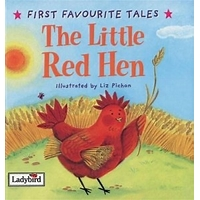 FIRST FAVOURITE TALES
The Little
Red Hen
Illustrated by Liz Pichon
Ladybird